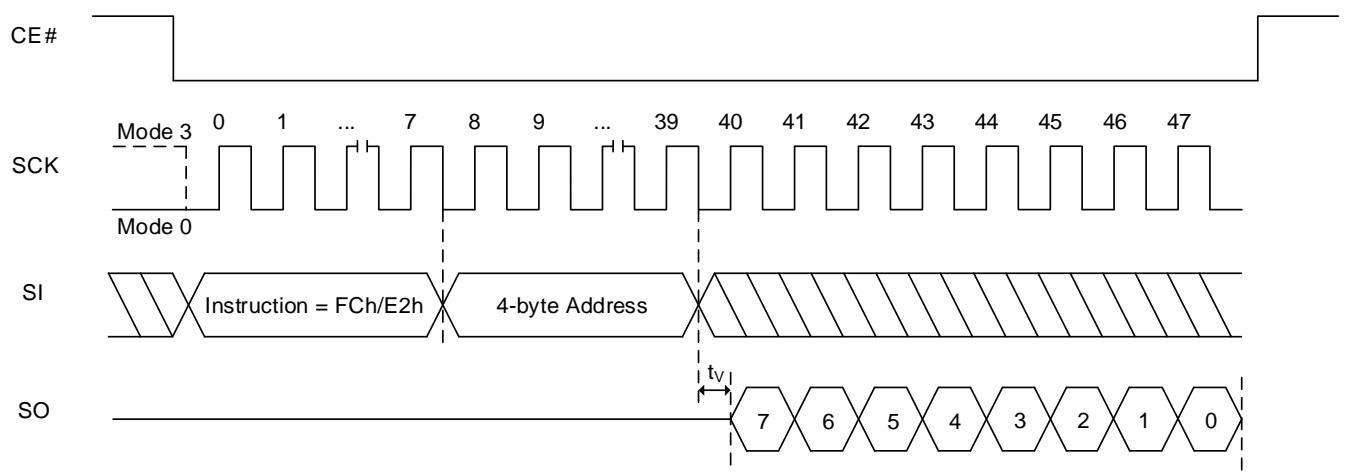 CE#
Mode 3
0 1 ... 7 8 9 ... 39 40 41 42 43 44 45 46 47
SCK
Mode 0
SI
Instruction = FCh/E2h
4-byte Address
tV
SO
7 6 5 4 3 2 1 0